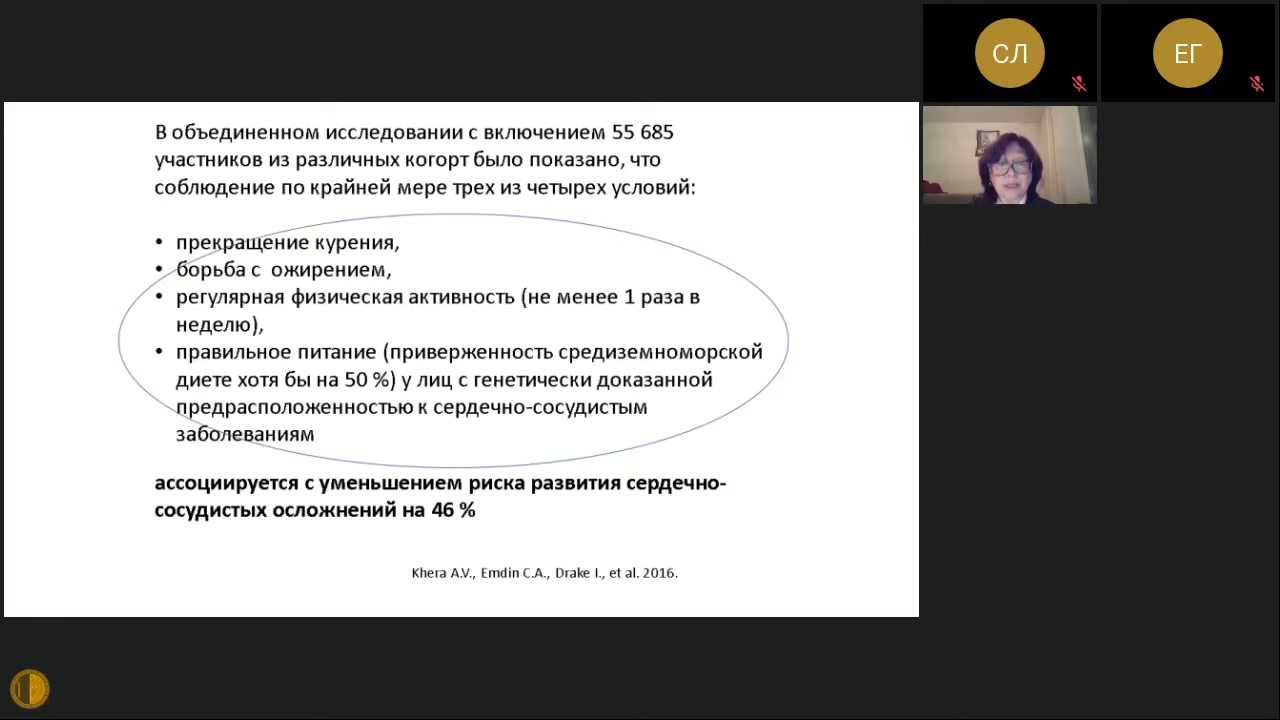 СЛ
ЕГ
В объединенном исследовании с включением 55 685
участников из различных когорт было показано, что
соблюдение по крайней мере трех из четырех условий:
• прекращение курения,
• борьба с ожирением,
• регулярная физическая активность (не менее 1 раза в
неделю),
• правильное питание (приверженность средиземноморской
диете хотя бы на 50 %) у лиц с генетически доказанной
предрасположенностью к сердечно-сосудистым
заболеваниям
ассоциируется с уменьшением риска развития сердечно-
сосудистых осложнений на 46 %
Khera A.V., Emdin C.A., Drake I., et al. 2016.